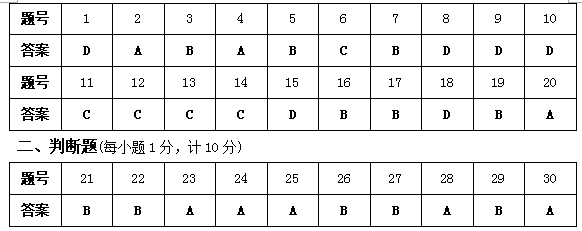 题号 1 2 3 4 5 6 7 8 9 10
答案 D A B A B C B D D D
题号 11 12 13 14 15 16 17 18 19 20
答案 C C C C D B B D B A
二、判断题(每小题1分，计10分)
题号 21 22 23 24 25 26 27 28 29 30
答案 B B A A A B B A B A